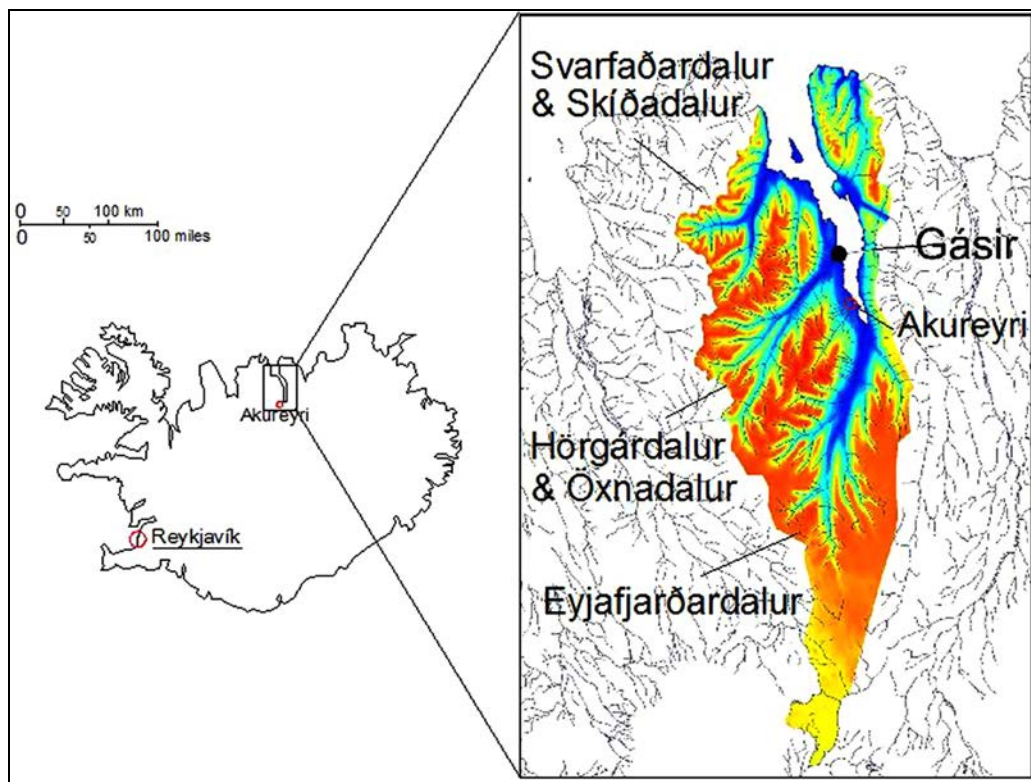 0 50 100 km
0 50 100 miles
Akureyri
Reykjavík
Svarfaðardalur
& Skíðadalur
Gásir
Akureyri
Hörgárdalur
& Öxnadalur
Eyjafjarðardalur